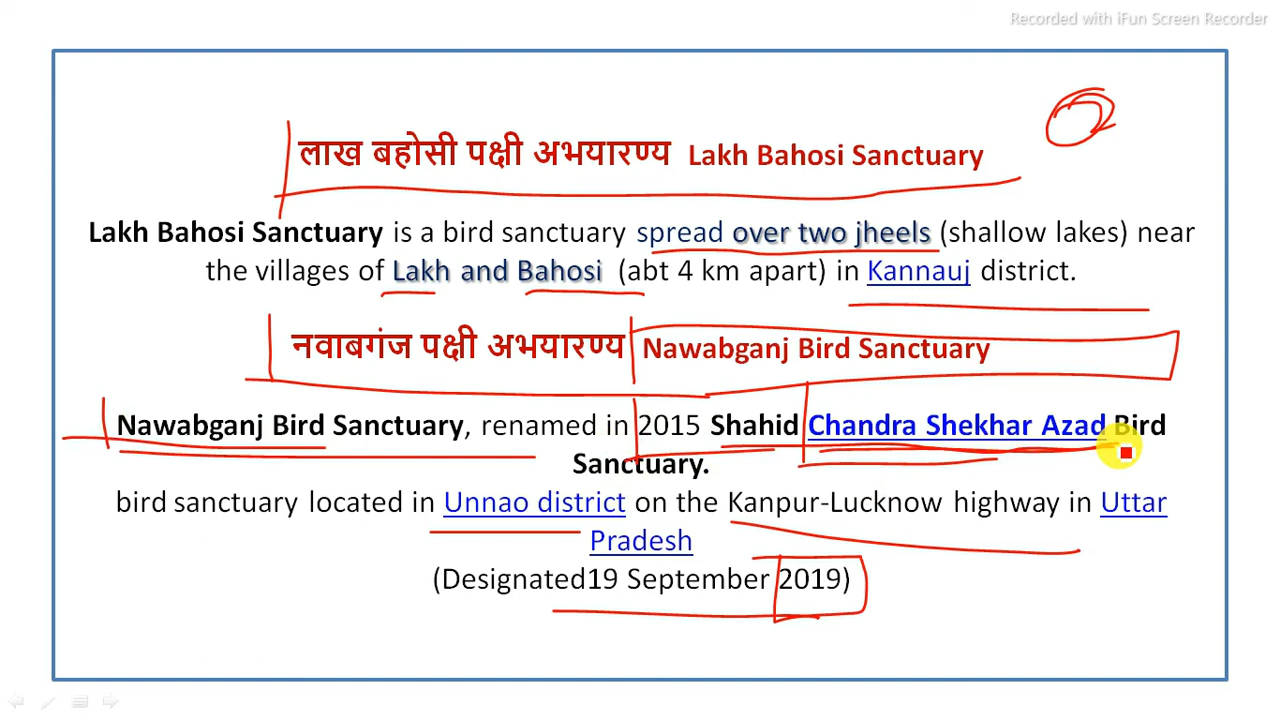 Recorded with iFun Screen Recorder
लाख बहोसी पक्षी अभयारण्य Lakh Bahosi Sanctuary
Lakh Bahosi Sanctuary is a bird sanctuary spread over two jheels (shallow lakes) near
the villages of Lakh and Bahosi (abt 4 km apart) in Kannauj district.
नवाबगंज पक्षी अभयारण्य Nawabganj Bird Sanctuary
Nawabganj Bird Sanctuary, renamed in 2015 Shahid Chandra Shekhar Azad Bird
Sanctuary.
bird sanctuary located in Unnao district on the Kanpur-Lucknow highway in Uttar
Pradesh
(Designated19 September 2019)